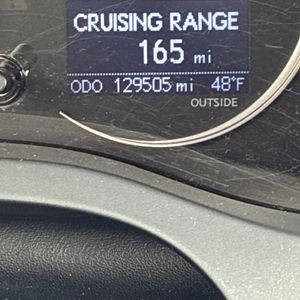 CRUISING RANGE
165 mi
ODO 129505 mi 48°F
OUTSIDE